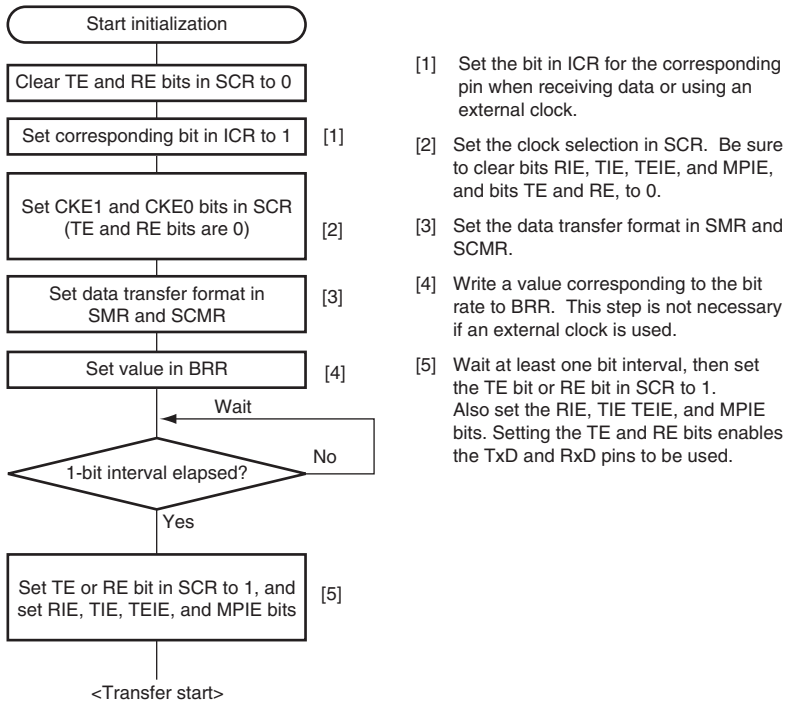 Start initialization
Clear TE and RE bits in SCR to 0
Set corresponding bit in ICR to 1
[1]
Set CKE1 and CKE0 bits in SCR
(TE and RE bits are 0)
[2]
Set data transfer format in
SMR and SCMR
[3]
Set value in BRR
[4]
Wait
1-bit interval elapsed?
No
Yes
Set TE or RE bit in SCR to 1, and
set RIE, TIE, TEIE, and MPIE bits
[5]
<Transfer start>
[1] Set the bit in ICR for the corresponding
pin when receiving data or using an
external clock.
[2] Set the clock selection in SCR. Be sure
to clear bits RIE, TIE, TEIE, and MPIE,
and bits TE and RE, to 0.
[3] Set the data transfer format in SMR and
SCMR.
[4] Write a value corresponding to the bit
rate to BRR. This step is not necessary
if an external clock is used.
[5] Wait at least one bit interval, then set
the TE bit or RE bit in SCR to 1.
Also set the RIE, TIE TEIE, and MPIE
bits. Setting the TE and RE bits enables
the TxD and RxD pins to be used.